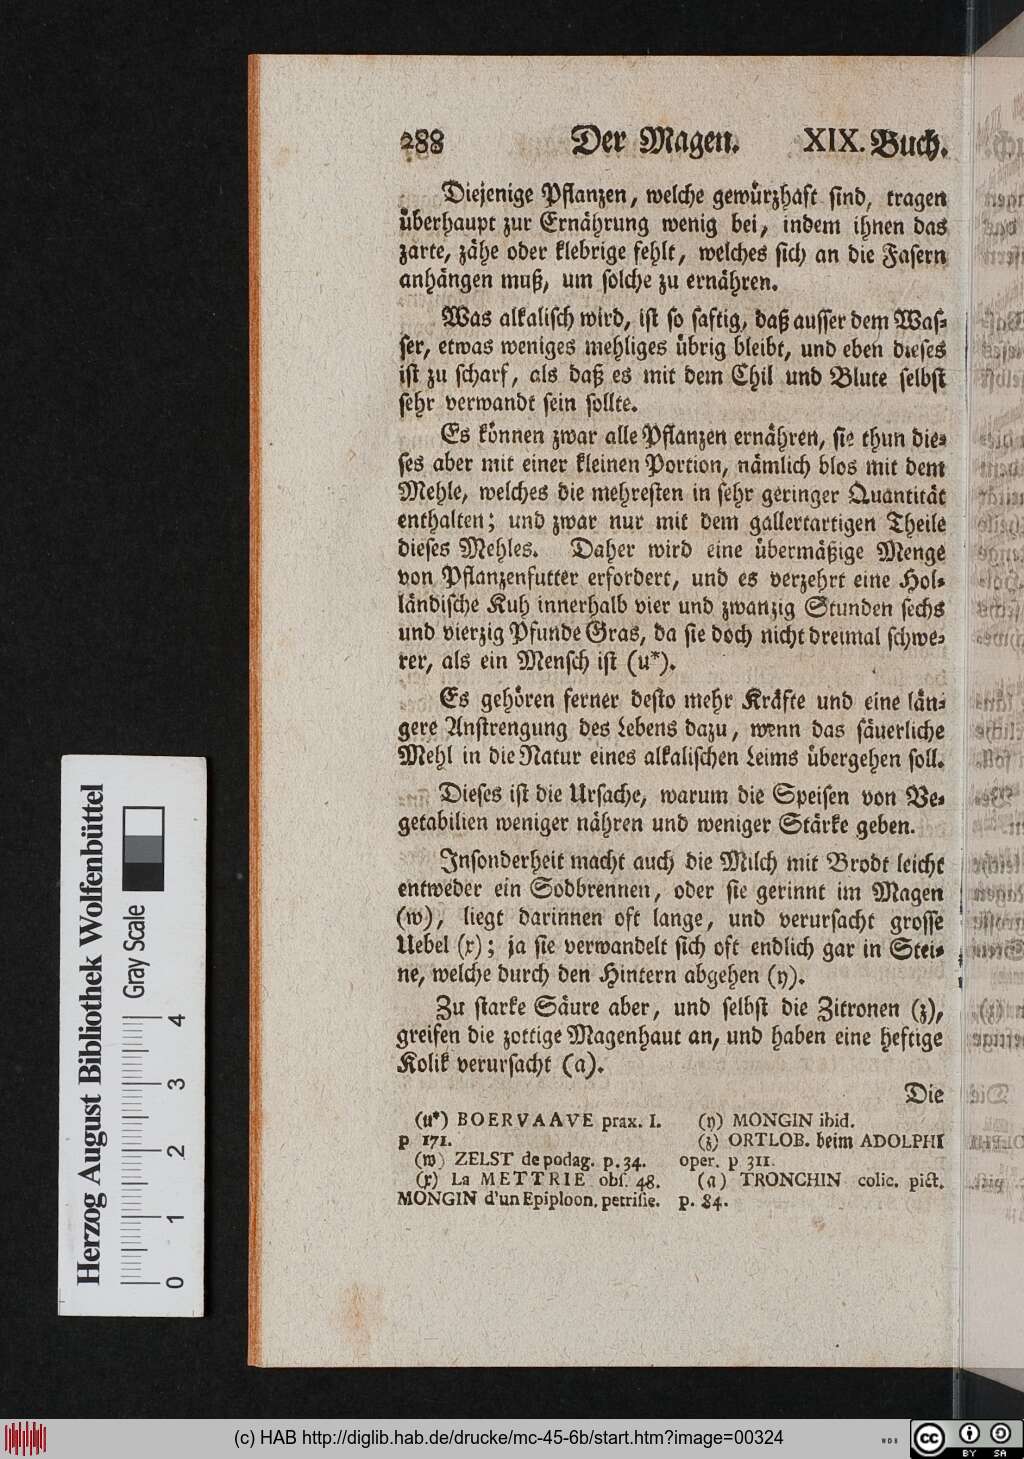 288 Der Magen. XIX. Buch.
Diejenige Pflanzen, welche gewürzhaft sind, tragen
überhaupt zur Ernährung wenig bei, indem ihnen das
zarte, zähe oder klebrige fehlt, welches sich an die Fasern
anhängen muß, um solche zu ernähren.
Was alkalisch wird, ist so saftig, daß ausser dem Was-
ser, etwas weniges mehliges übrig bleibt, und eben dieses
ist zu scharf, als daß es mit dem Chil und Blute selbst
sehr verwandt sein sollte.
Es können zwar alle Pflanzen ernähren, sie thun die-
ses aber mit einer kleinen Portion, nämlich blos mit dem
Mehle, welches die mehresten in sehr geringer Quantität
enthalten; und zwar nur mit dem gallertartigen Theile
dieses Mehles. Daher wird eine übermäßige Menge
von Pflanzenfutter erfordert, und es verzehrt eine Hol-
ländische Kuh innerhalb vier und zwanzig Stunden sechs
und vierzig Pfunde Gras, da sie doch nicht dreimal schwe-
rer, als ein Mensch ist (u*).
Es gehören ferner desto mehr Kräfte und eine län-
gere Anstrengung des Lebens dazu, wenn das säuerliche
Mehl in die Natur eines alkalischen Leims übergehen soll.
Dieses ist die Ursache, warum die Speisen von Ve-
getabilien weniger nähren und weniger Stärke geben.
Insonderheit macht auch die Milch mit Brodt leicht
entweder ein Sodbrennen, oder sie gerinnt im Magen
(w), liegt darinnen oft lange, und verursacht grosse
Uebel (x); ja sie verwandelt sich oft endlich gar in Stei-
ne, welche durch den Hintern abgehen (y).
Zu starke Säure aber, und selbst die Zitronen (z),
greifen die zottige Magenhaut an, und haben eine heftige
Kolik verursacht (a).
Die
(u*) BOERVAAVE prax. I.
p 171.
(w) ZELST de podag. p. 34.
(x) La METTRIE obs. 48.
MONGIN d'un Epiploon. petrifie.
(y) MONGIN ibid.
(z) ORTLOB. beim ADOLPHI
oper. p 311.
(a) TRONCHIN colic. pict.
p. 84.
Herzog August Bibliothek Wolfenbüttel
Gray Scale
0 1 2 3 4
(c) HAB http://diglib.hab.de/drucke/mc-45-6b/start.htm?image=00324
WDB
cc BY SA